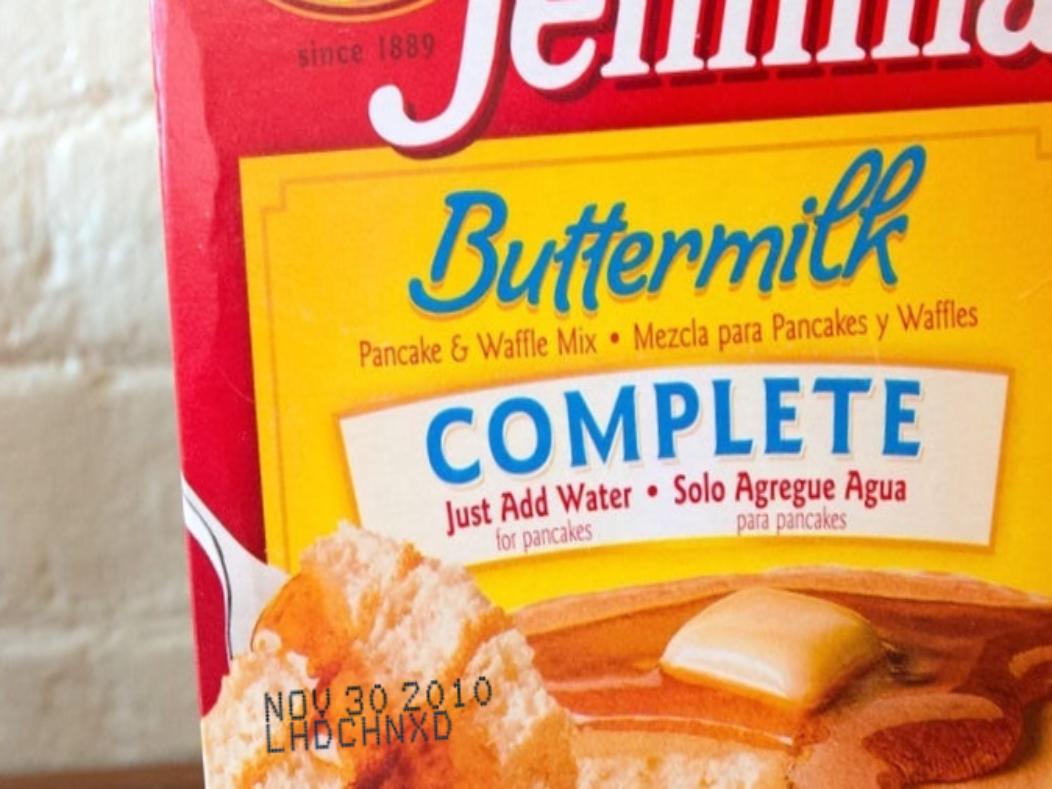 since 1889
Jemima
Buttermilk
Pancake & Waffle Mix • Mezcla para Pancakes y Waffles
COMPLETE
Just Add Water • Solo Agregue Agua
for pancakes para pancakes
NOV 30 2010
LHDCHNXD